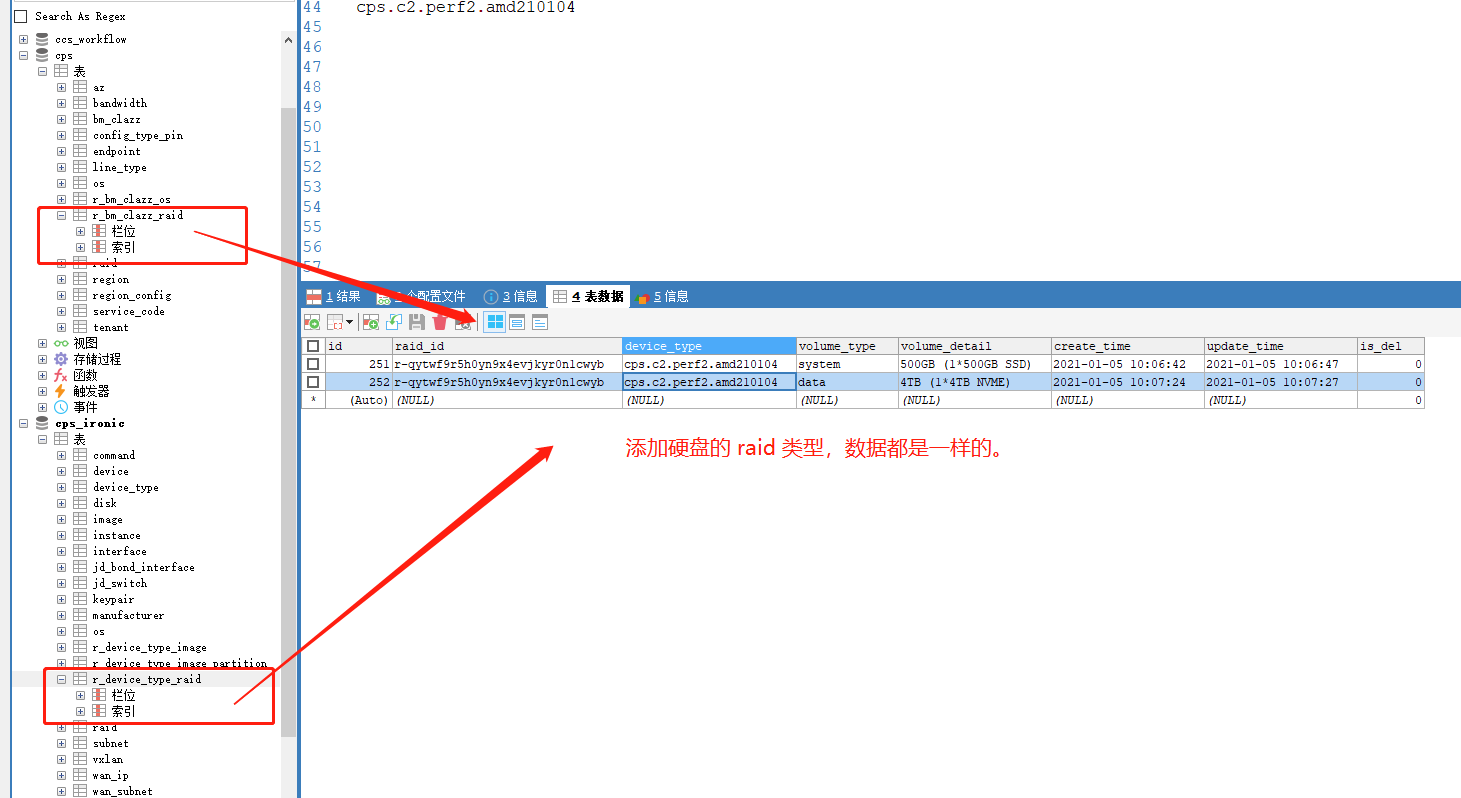 Search As Regex
ccs_workflow
cps
表
az
bandwidth
bm_clazz
config_type_pin
endpoint
line_type
os
r_bm_clazz_os
r_bm_clazz_raid
栏位
索引
raid
region
region_config
service_code
tenant
视图
存储过程
函数
触发器
事件
cps_ironic
表
command
device
device_type
disk
image
instance
interface
jd_bond_interface
jd_switch
keypair
manufacturer
os
r_device_type_image
r_device_type_image_partition
r_device_type_raid
栏位
索引
raid
subnet
vxlan
wan_ip
wan_subnet
44 cps.c2.perf2.amd210104
45
46
47
48
49
50
51
52
53
54
55
56
57
1 结果 个配置文件 3 信息 4 表数据 5 信息
id raid_id device_type volume_type volume_detail create_time update_time is_del
251 r-qytwf9r5h0yn9x4evjkyr0nlcwyb cps.c2.perf2.amd210104 system 500GB (1*500GB SSD) 2021-01-05 10:06:42 2021-01-05 10:06:47 0
252 r-qytwf9r5h0yn9x4evjkyr0nlcwyb cps.c2.perf2.amd210104 data 4TB (1*4TB NVME) 2021-01-05 10:07:24 2021-01-05 10:07:27 0
* (Auto) (NULL) (NULL) (NULL) (NULL) (NULL) (NULL) 0
添加硬盘的 raid 类型，数据都是一样的。